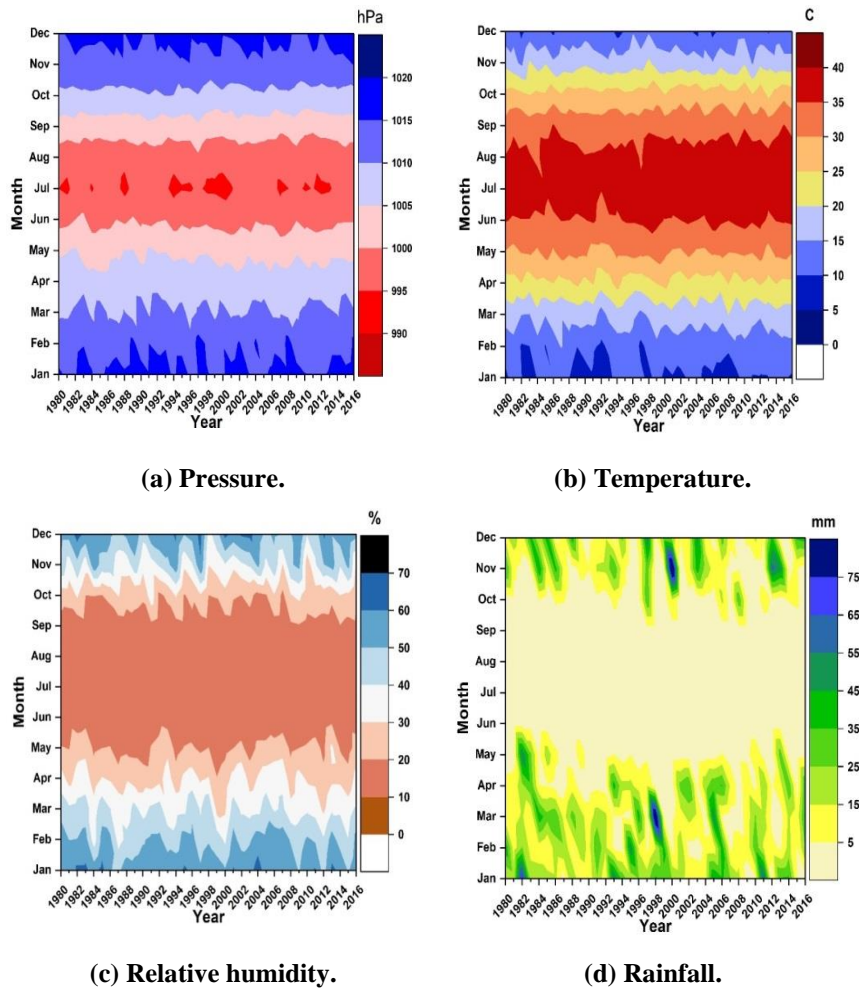 hPa
Dec
Nov
Oct
Sep
Aug
Jul
Jun
May
Apr
Mar
Feb
Jan
Month
1980 1982 1984 1986 1988 1990 1992 1994 1996 1998 2000 2002 2004 2006 2008 2010 2012 2014 2016
Year
1020
1015
1010
1005
1000
995
990
C
Dec
Nov
Oct
Sep
Aug
Jul
Jun
May
Apr
Mar
Feb
Jan
Month
1980 1982 1984 1986 1988 1990 1992 1994 1996 1998 2000 2002 2004 2006 2008 2010 2012 2014 2016
Year
40
35
30
25
20
15
10
5
0
(a) Pressure.
(b) Temperature.
%
Dec
Nov
Oct
Sep
Aug
Jul
Jun
May
Apr
Mar
Feb
Jan
Month
1980 1982 1984 1986 1988 1990 1992 1994 1996 1998 2000 2002 2004 2006 2008 2010 2012 2014 2016
Year
70
60
50
40
30
20
10
0
mm
Dec
Nov
Oct
Sep
Aug
Jul
Jun
May
Apr
Mar
Feb
Jan
Month
1980 1982 1984 1986 1988 1990 1992 1994 1996 1998 2000 2002 2004 2006 2008 2010 2012 2014 2016
Year
75
65
55
45
35
25
15
5
(c) Relative humidity.
(d) Rainfall.